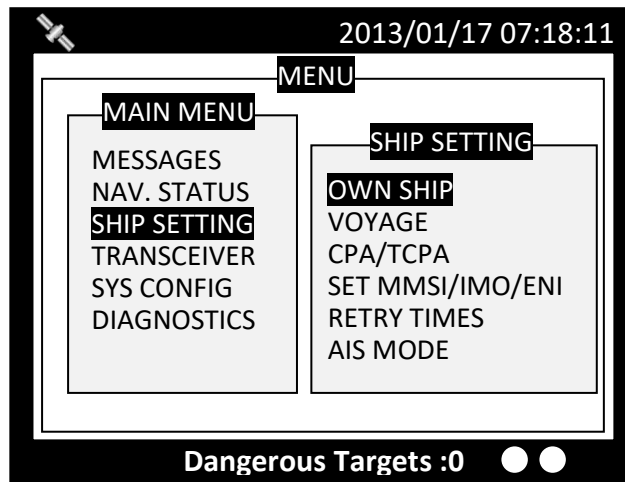 2013/01/17 07:18:11
MENU
MAIN MENU
MESSAGES
NAV. STATUS
SHIP SETTING
TRANSCEIVER
SYS CONFIG
DIAGNOSTICS
SHIP SETTING
OWN SHIP
VOYAGE
CPA/TCPA
SET MMSI/IMO/ENI
RETRY TIMES
AIS MODE
Dangerous Targets :0